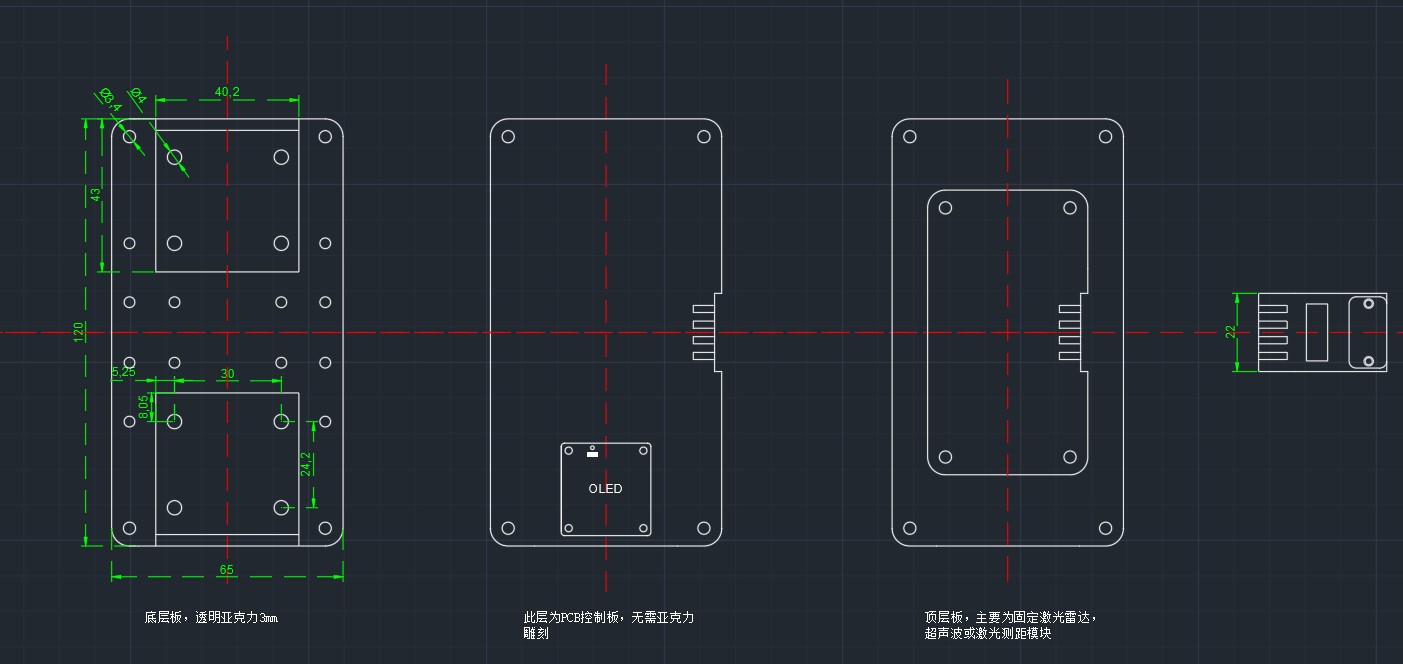 Ø3,4
Ø4
40,2
43
120
5,25
30
8,05
24,2
65
OLED
22
底层板，透明亚克力3mm
此层为PCB控制板，无需亚克力
雕刻
顶层板，主要为固定激光雷达，
超声波或激光测距模块